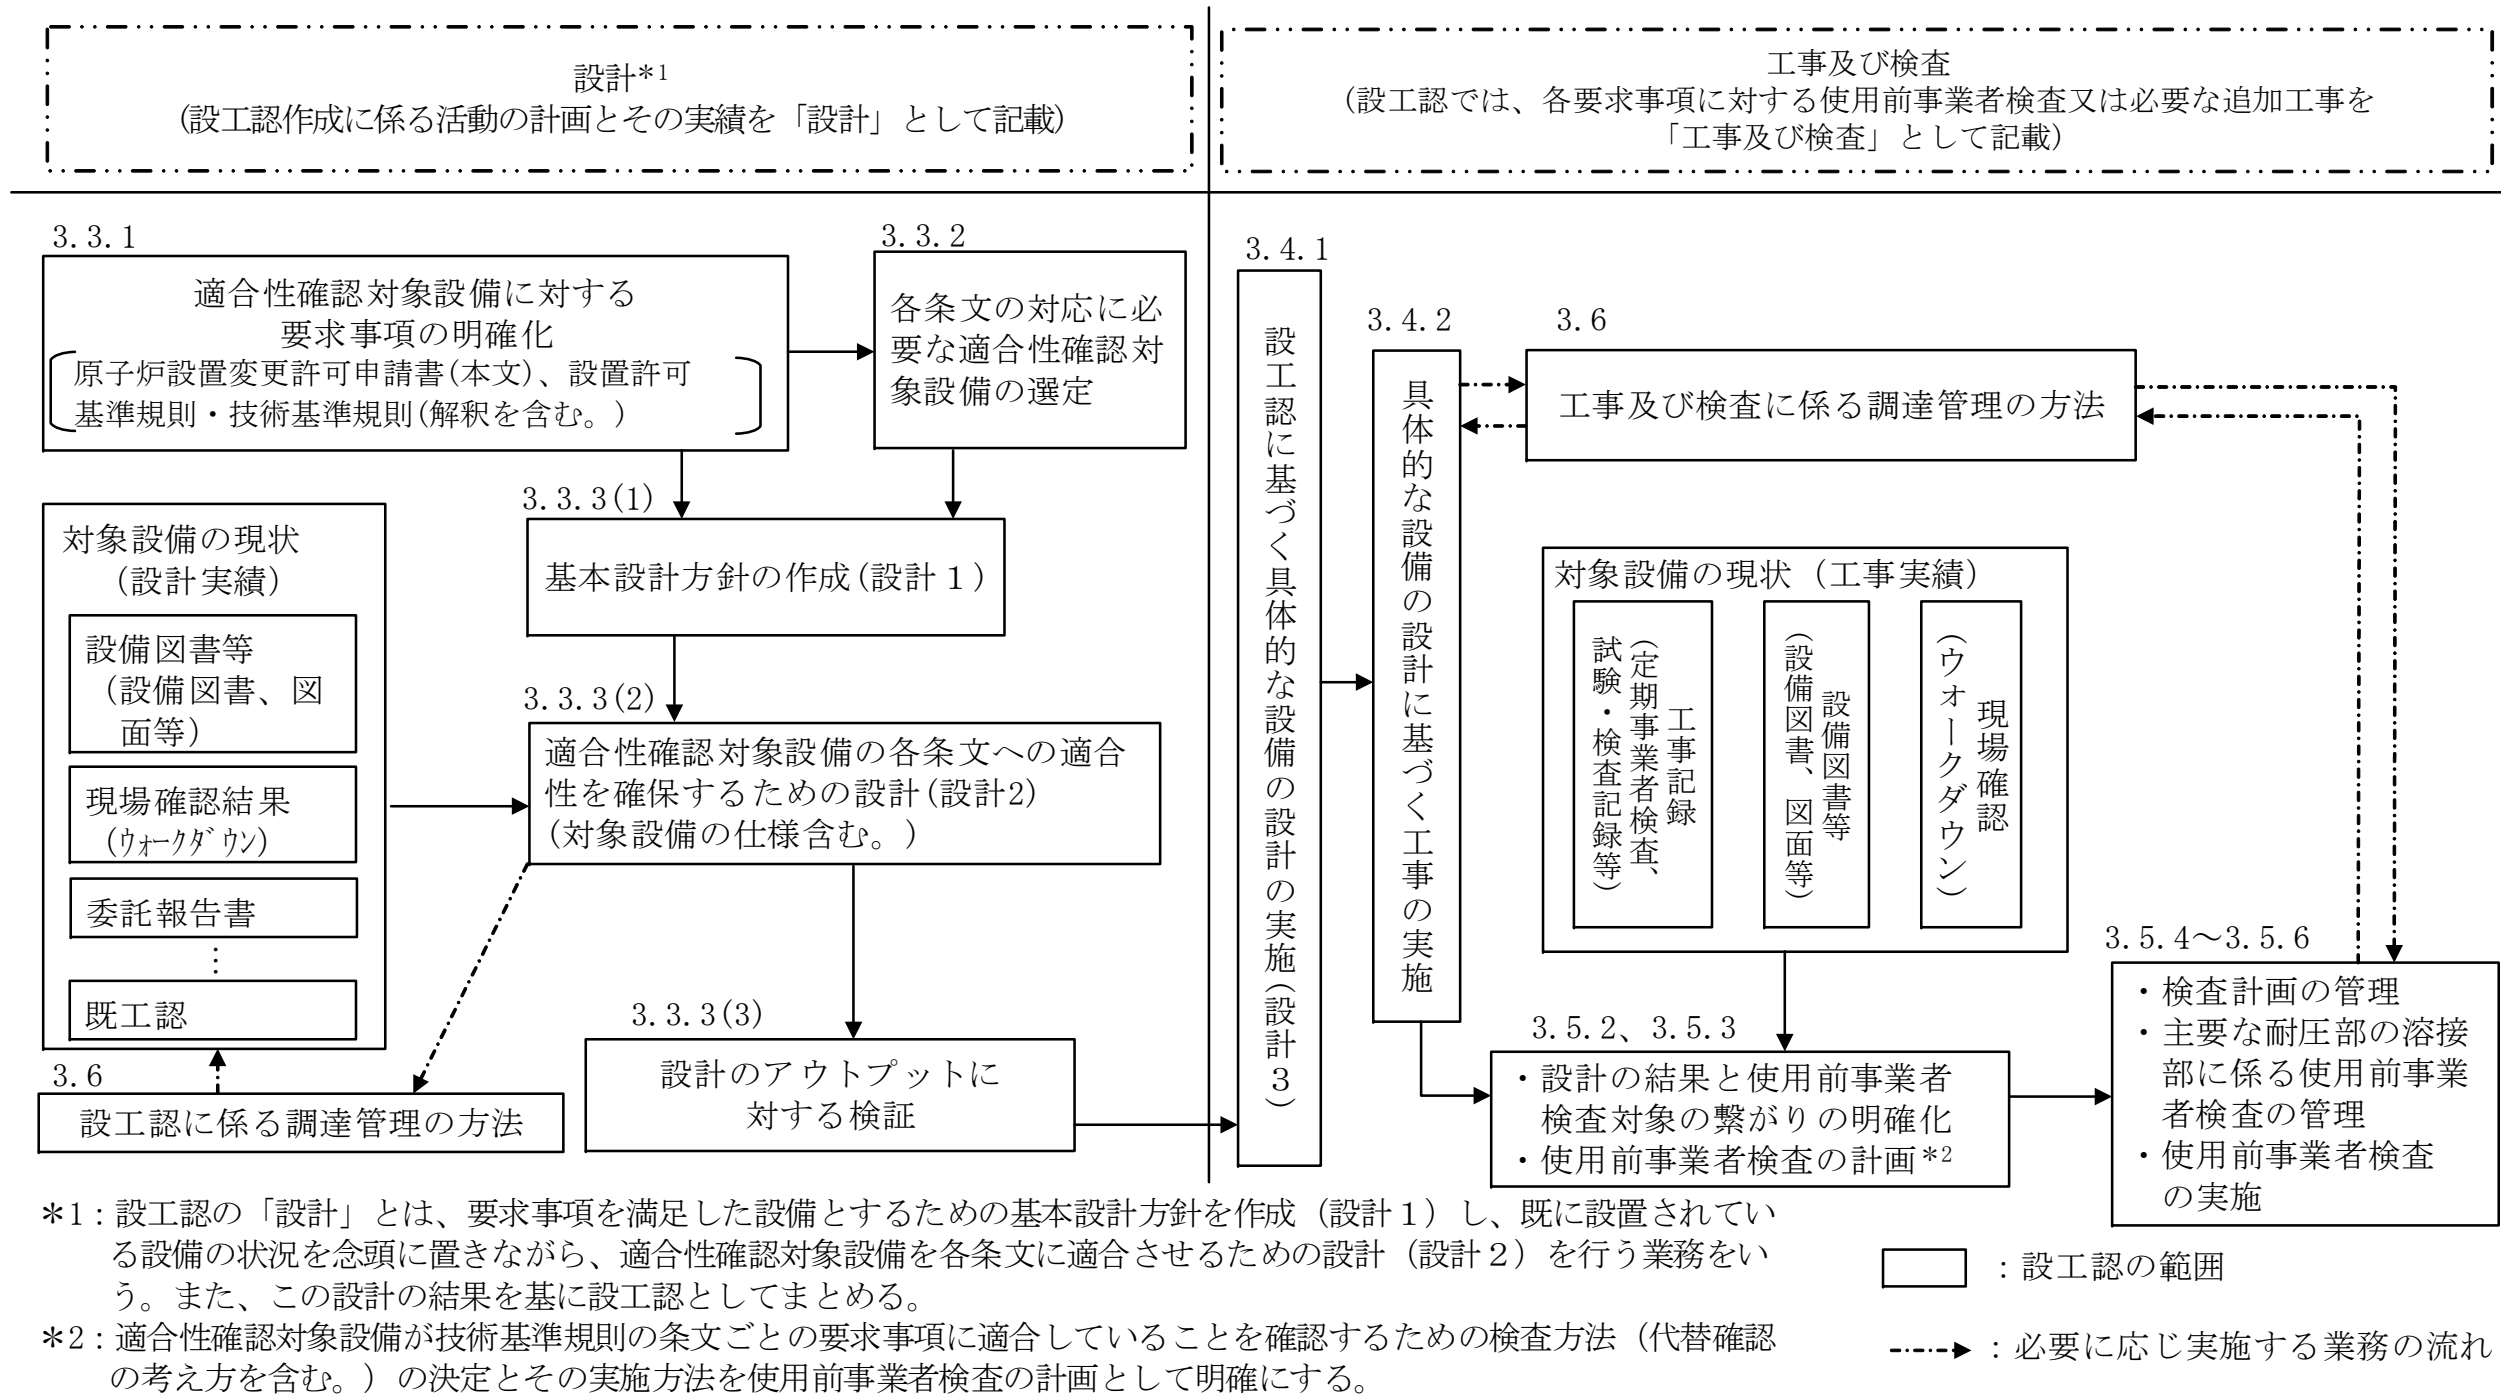 設計*1
(設工認作成に係る活動の計画とその実績を「設計」として記載)
工事及び検査
(設工認では、各要求事項に対する使用前事業者検査又は必要な追加工事を
「工事及び検査」として記載)
3.3.1
適合性確認対象設備に対する
要求事項の明確化
原子炉設置変更許可申請書(本文)、設置許可
基準規則・技術基準規則(解釈を含む。)
3.3.2
各条文の対応に必
要な適合性確認対
象設備の選定
対象設備の現状
(設計実績)
設備図書等
(設備図書、図
面等)
現場確認結果
(ｳｫｰｸﾀﾞｳﾝ)
委託報告書
⋮
既工認
3.6
設工認に係る調達管理の方法
3.3.3(1)
基本設計方針の作成(設計１)
3.3.3(2)
適合性確認対象設備の各条文への適合
性を確保するための設計(設計2)
(対象設備の仕様含む。)
3.3.3(3)
設計のアウトプットに
対する検証
3.4.1
設工認に基づく具体的な設備の設計の実施(設計３)
3.4.2
具体的な設備の設計に基づく工事の実施
3.6
工事及び検査に係る調達管理の方法
対象設備の現状(工事実績)
工事記録
(定期事業者検査、
試験・検査記録等)
設備図書等
(設備図書、図面等)
現場確認
(ウオークダウン)
3.5.2、3.5.3
・設計の結果と使用前事業者
検査対象の繋がりの明確化
・使用前事業者検査の計画*2
3.5.4～3.5.6
・検査計画の管理
・主要な耐圧部の溶接
部に係る使用前事業
者検査の管理
・使用前事業者検査
の実施
＊1：設工認の「設計」とは、要求事項を満足した設備とするための基本設計方針を作成（設計１）し、既に設置されてい
る設備の状況を念頭に置きながら、適合性確認対象設備を各条文に適合させるための設計（設計２）を行う業務をい
う。また、この設計の結果を基に設工認としてまとめる。
＊2：適合性確認対象設備が技術基準規則の条文ごとの要求事項に適合していることを確認するための検査方法（代替確認
の考え方を含む。）の決定とその実施方法を使用前事業者検査の計画として明確にする。
：設工認の範囲
：必要に応じ実施する業務の流れ